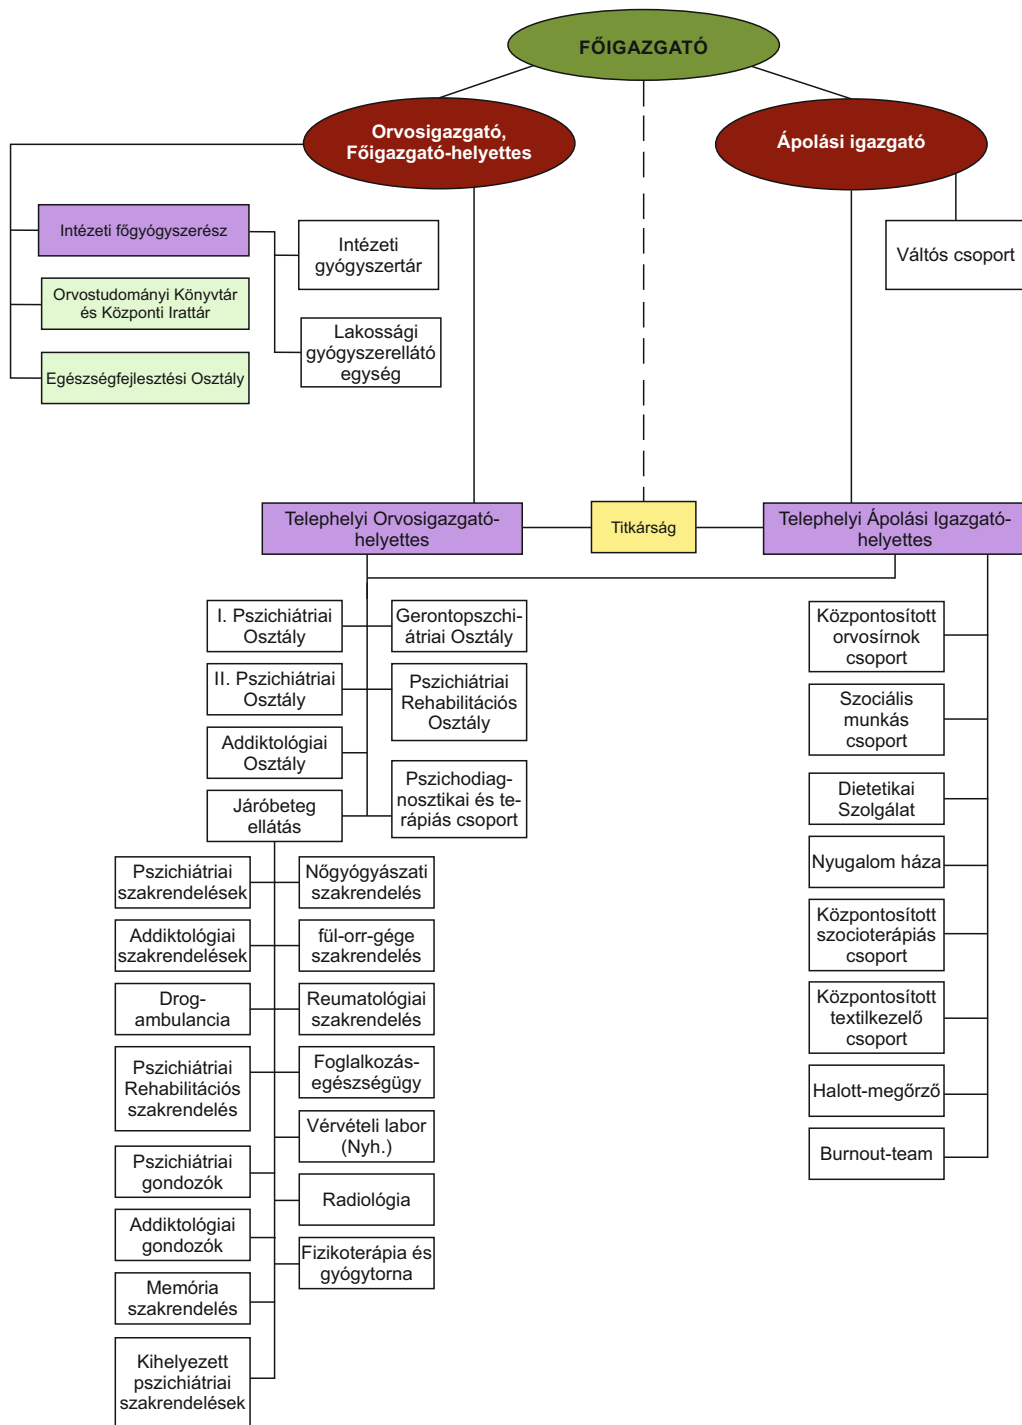 FŐIGAZGATÓ
Orvosigazgató,
Főigazgató-helyettes
Ápolási igazgató
Intézeti főgyógyszerész
Intézeti
gyógyszertár
Váltós csoport
Orvostudományi Könyvtár
és Központi Irattár
Lakossági
gyógyszerellátó
egység
Egészségfejlesztési Osztály
Telephelyi Orvosigazgató-
helyettes
Titkárság
Telephelyi Ápolási Igazgató-
helyettes
I. Pszichiátriai
Osztály
Gerontopszchi-
átriai Osztály
II. Pszichiátriai
Osztály
Pszichiátriai
Rehabilitációs
Osztály
Addiktológiai
Osztály
Pszichodiag-
nosztikai és te-
rápiás csoport
Járóbeteg
ellátás
Pszichiátriai
szakrendelések
Nőgyógyászati
szakrendelés
Addiktológiai
szakrendelések
fül-orr-gége
szakrendelés
Drog-
ambulancia
Reumatológiai
szakrendelés
Pszichiátriai
Rehabilitációs
szakrendelés
Foglalkozás-
egészségügy
Vérvételi labor
(Nyh.)
Pszichiátriai
gondozók
Radiológia
Addiktológiai
gondozók
Fizikoterápia és
gyógytorna
Memória
szakrendelés
Kihelyezett
pszichiátriai
szakrendelések
Központosított
orvosírnok
csoport
Szociális
munkás
csoport
Dietetikai
Szolgálat
Nyugalom háza
Központosított
szocioterápiás
csoport
Központosított
textilkezelő
csoport
Halott-megőrző
Burnout-team